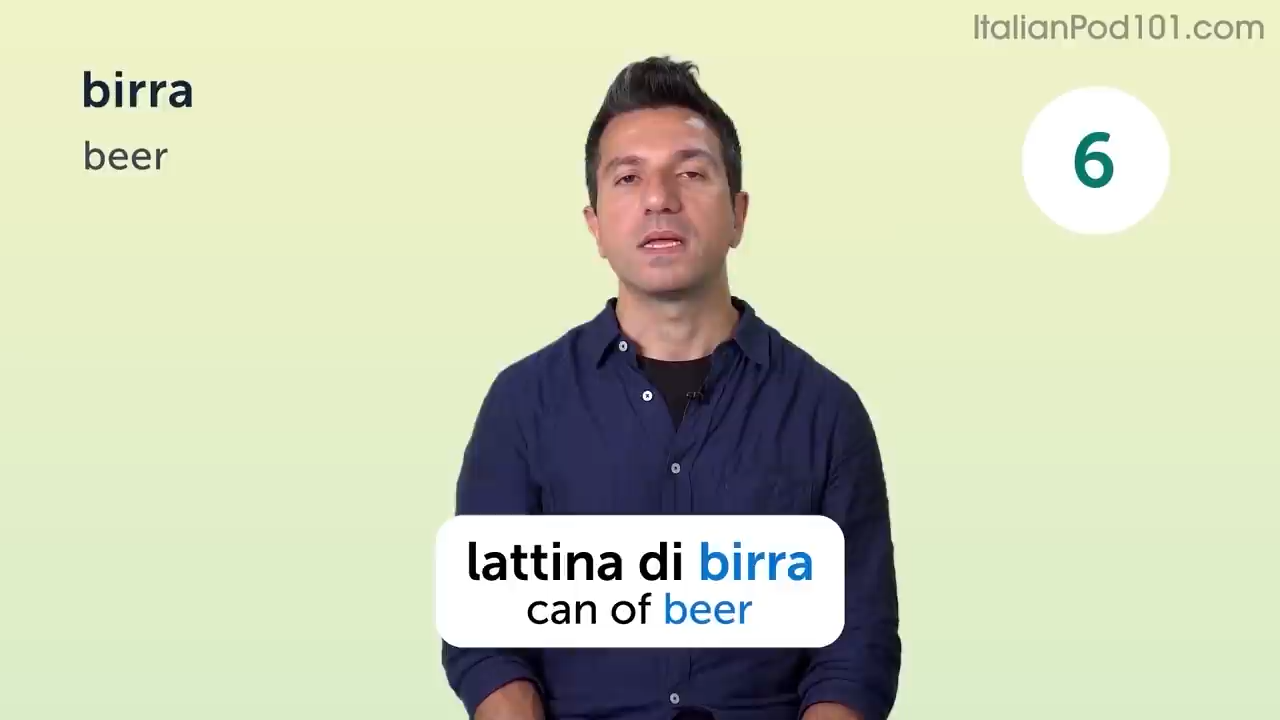 ItalianPod101.com
birra
beer
6
lattina di birra
can of beer